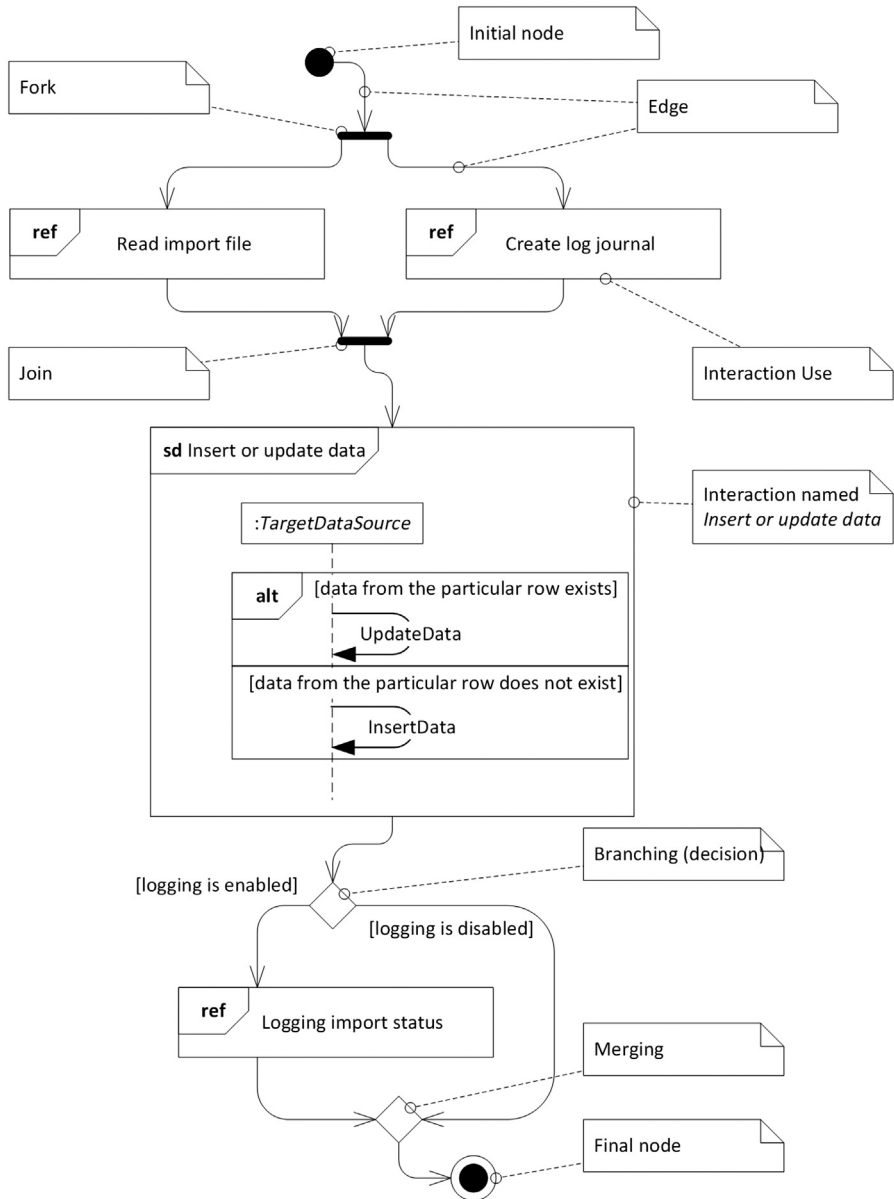 Initial node
Fork
Edge
ref
Read import file
ref
Create log journal
Join
Interaction Use
sd Insert or update data
Interaction named
Insert or update data
:TargetDataSource
alt
[data from the particular row exists]
UpdateData
[data from the particular row does not exist]
InsertData
Branching (decision)
[logging is enabled]
[logging is disabled]
ref
Logging import status
Merging
Final node